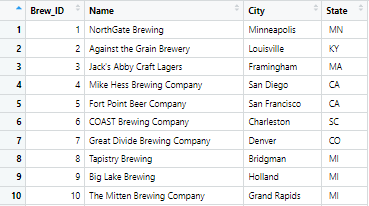 Brew_ID Name City State
1 1 NorthGate Brewing Minneapolis MN
2 2 Against the Grain Brewery Louisville KY
3 3 Jack's Abby Craft Lagers Framingham MA
4 4 Mike Hess Brewing Company San Diego CA
5 5 Fort Point Beer Company San Francisco CA
6 6 COAST Brewing Company Charleston SC
7 7 Great Divide Brewing Company Denver CO
8 8 Tapistry Brewing Bridgman MI
9 9 Big Lake Brewing Holland MI
10 10 The Mitten Brewing Company Grand Rapids MI